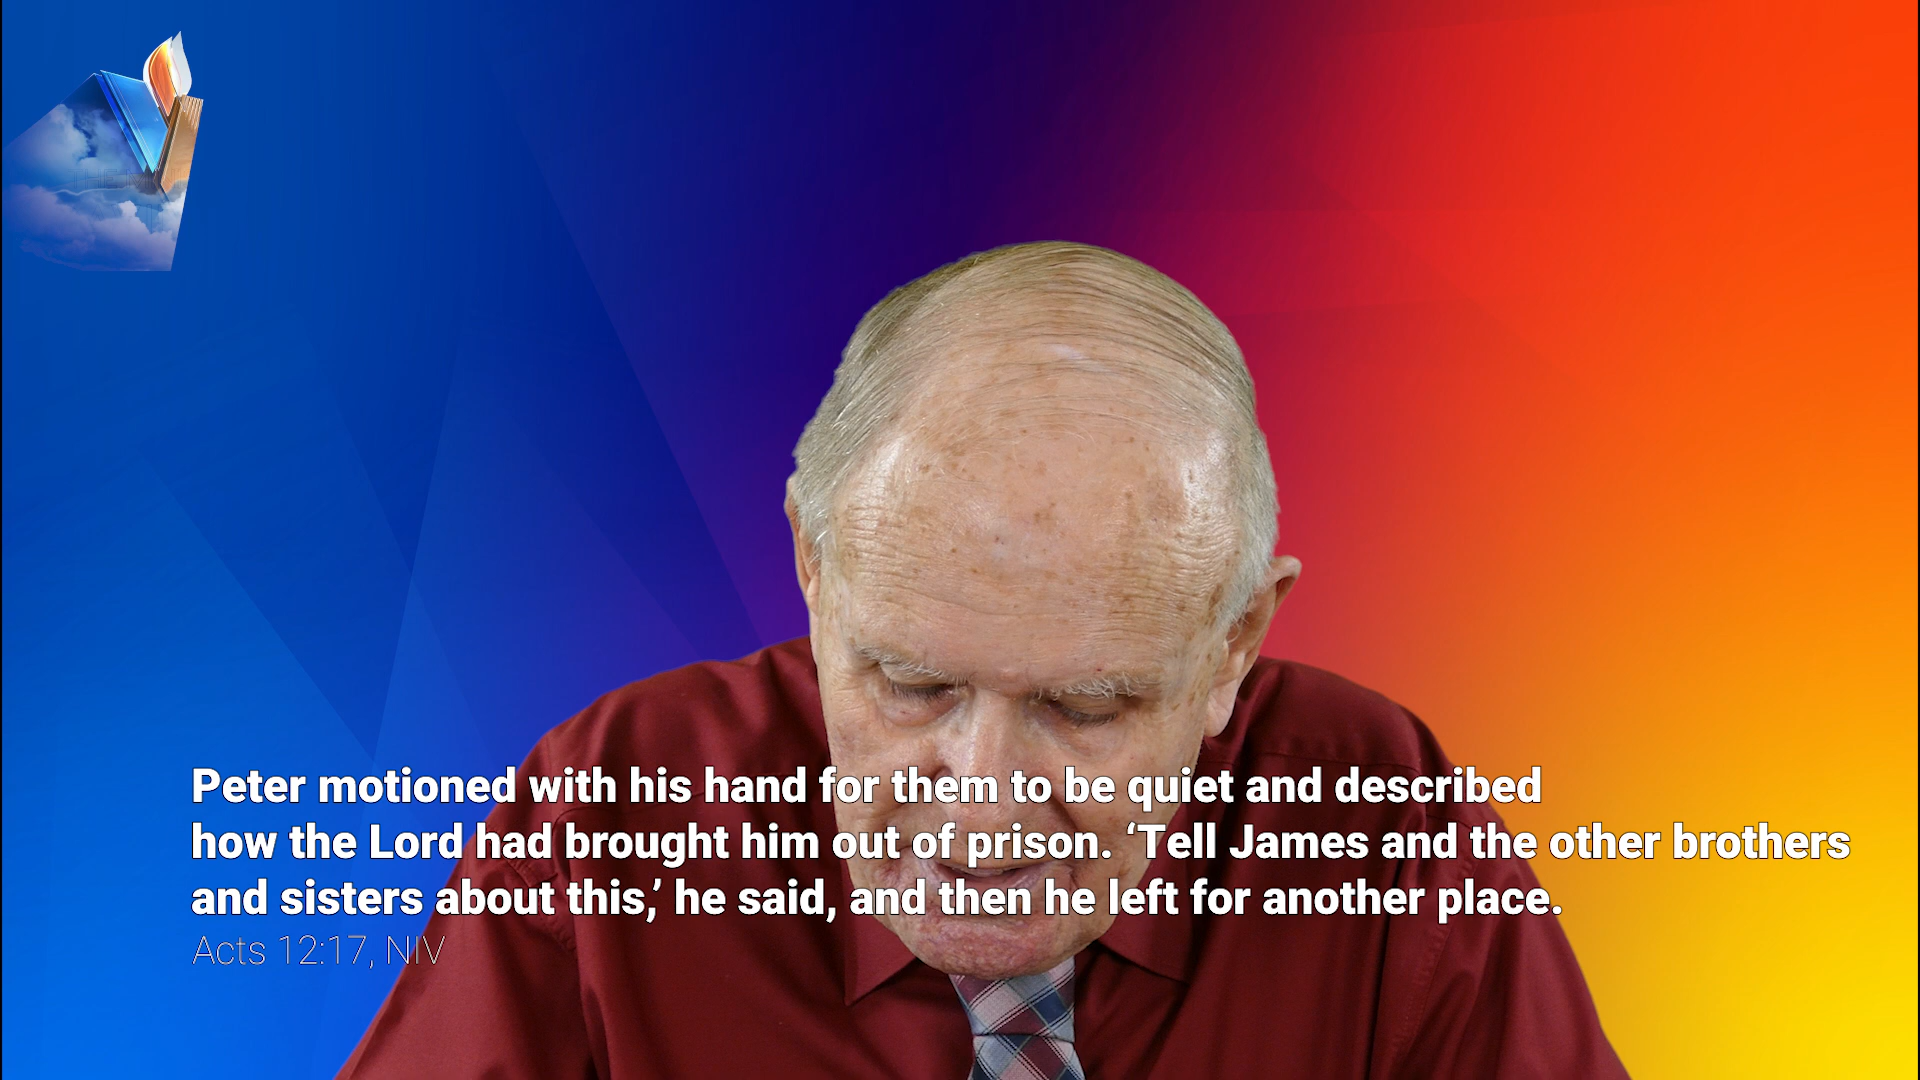 Peter motioned with his hand for them to be quiet and described
how the Lord had brought him out of prison. ‘Tell James and the other brothers
and sisters about this,’ he said, and then he left for another place.
Acts 12:17, NIV